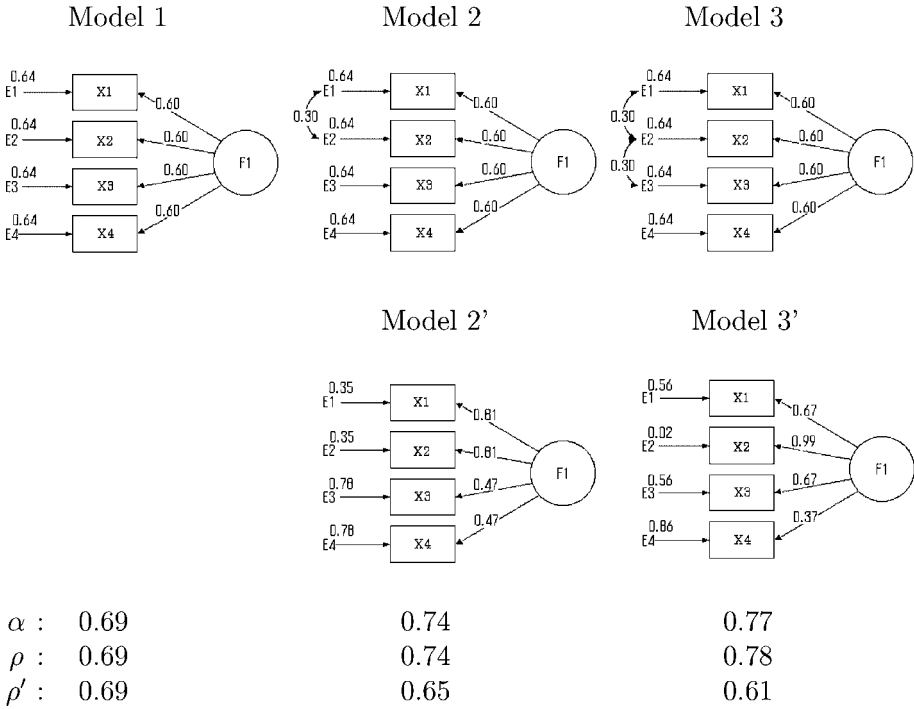 Model 1 Model 2 Model 3
0.64 0.64 0.64
E1 X1 E1 X1 E1 X1
0.60 0.60 0.60
0.30 0.30
0.64 0.64 0.64
E2 X2 E2 X2 E2 X2
0.60 F1 0.60 F1 0.60 F1
0.30
0.64 0.64 0.64
E3 X3 E3 X3 E3 X3
0.60 0.60 0.60
0.64 0.64 0.64
E4 X4 E4 X4 E4 X4
0.60 0.60 0.60
Model 2' Model 3'
0.35 0.56
E1 X1 E1 X1
0.81 0.67
0.35 0.02
E2 X2 E2 X2
0.81 F1 0.99 F1
0.78 0.56
E3 X3 E3 X3
0.47 0.67
0.78 0.86
E4 X4 E4 X4
0.47 0.37
α : 0.69 0.74 0.77
ρ : 0.69 0.74 0.78
ρ′ : 0.69 0.65 0.61